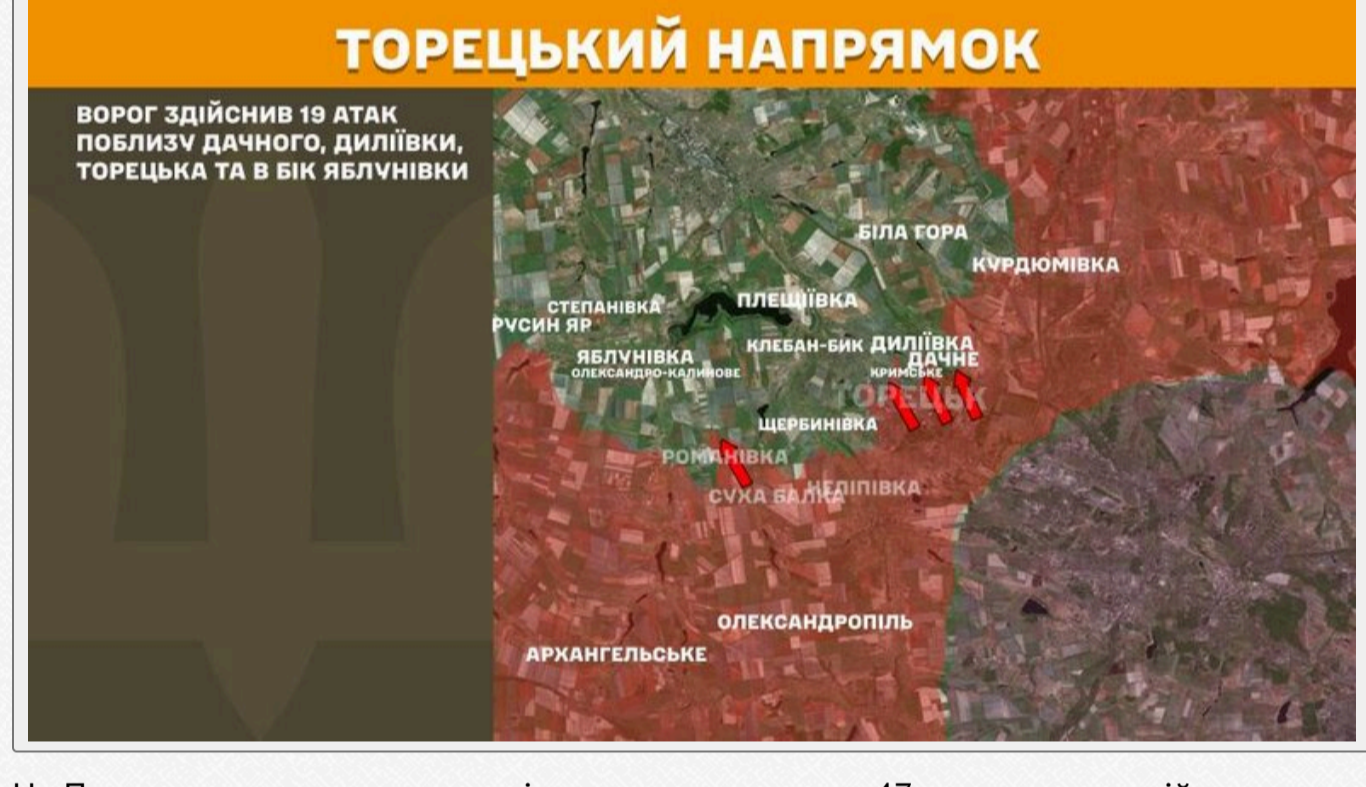 ТОРЕЦЬКИЙ НАПРЯМОК
ВОРОГ ЗДІЙСНИВ 19 АТАК
ПОБЛИЗУ ДАЧНОГО, ДИЛІЇВКИ,
ТОРЕЦЬКА ТА В БІК ЯБЛУНІВКИ
БІЛА ГОРА
КУРДЮМІВКА
СТЕПАНІВКА
ПЛЕЩІЇВКА
РУСИН ЯР
ЯБЛУНІВКА
КЛЕБАН-БИК
ДИЛІЇВКА
ДАЧНЕ
ОЛЕКСАНДРО-КАЛИНОВЕ
КРИМСЬКЕ
ТОРЕЦЬК
ЩЕРБИНІВКА
РОМАНІВКА
СУХА БАЛКА
НЕЛІПІВКА
ОЛЕКСАНДРОПІЛЬ
АРХАНГЕЛЬСЬКЕ